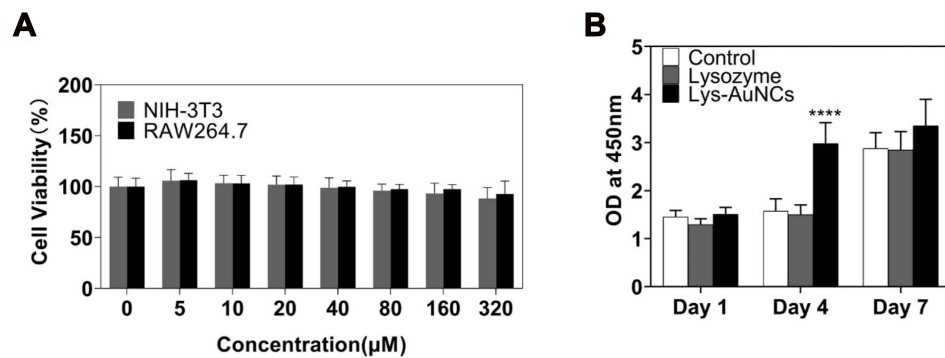 A
Cell Viability (%)
200
150
100
50
0
NIH-3T3
RAW264.7
0 5 10 20 40 80 160 320
Concentration(μM)
B
OD at 450nm
5
4
3
2
1
0
Control
Lysozyme
Lys-AuNCs
****
Day 1 Day 4 Day 7